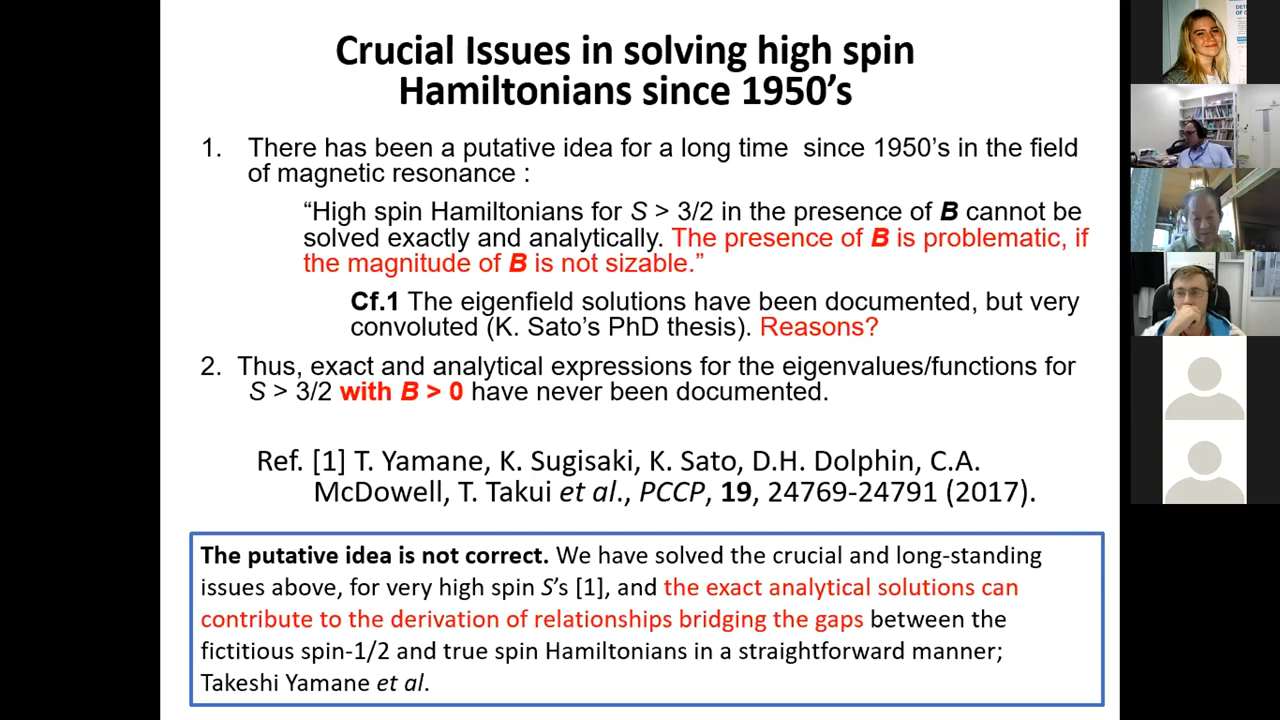 Crucial Issues in solving high spin
Hamiltonians since 1950's
1. There has been a putative idea for a long time since 1950's in the field
of magnetic resonance :
“High spin Hamiltonians for S > 3/2 in the presence of B cannot be
solved exactly and analytically. The presence of B is problematic, if
the magnitude of B is not sizable.”
Cf.1 The eigenfield solutions have been documented, but very
convoluted (K. Sato's PhD thesis). Reasons?
2. Thus, exact and analytical expressions for the eigenvalues/functions for
S > 3/2 with B > 0 have never been documented.
Ref. [1] T. Yamane, K. Sugisaki, K. Sato, D.H. Dolphin, C.A.
McDowell, T. Takui et al., PCCP, 19, 24769-24791 (2017).
The putative idea is not correct. We have solved the crucial and long-standing
issues above, for very high spin S's [1], and the exact analytical solutions can
contribute to the derivation of relationships bridging the gaps between the
fictitious spin-1/2 and true spin Hamiltonians in a straightforward manner;
Takeshi Yamane et al.